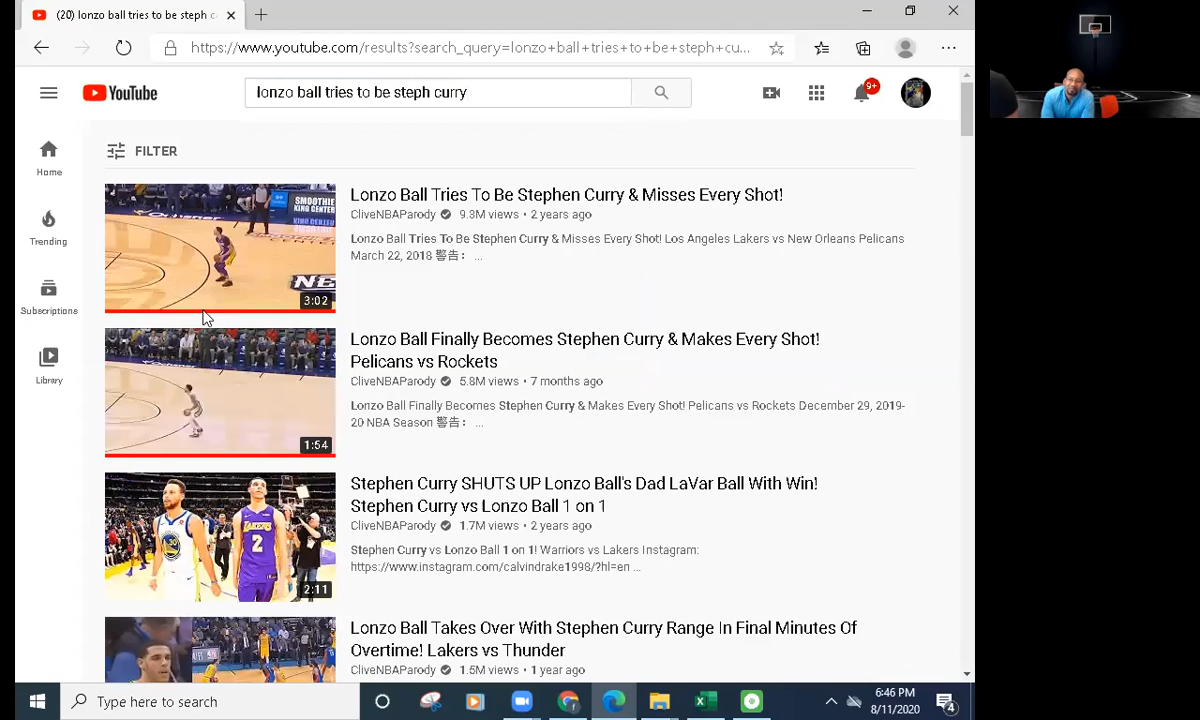 (20) lonzo ball tries to be steph c
https://www.youtube.com/results?search_query=lonzo+ball+tries+to+be+steph+cu...
YouTube
lonzo ball tries to be steph curry
9+
FILTER
Home
Trending
Subscriptions
Library
SMOOTHIE
KING CENTER
NE
3:02
Lonzo Ball Tries To Be Stephen Curry & Misses Every Shot!
CliveNBAParody 9.3M views • 2 years ago
Lonzo Ball Tries To Be Stephen Curry & Misses Every Shot! Los Angeles Lakers vs New Orleans Pelicans
March 22, 2018 警告： ...
1:54
Lonzo Ball Finally Becomes Stephen Curry & Makes Every Shot!
Pelicans vs Rockets
CliveNBAParody 5.8M views • 7 months ago
Lonzo Ball Finally Becomes Stephen Curry & Makes Every Shot! Pelicans vs Rockets December 29, 2019-
20 NBA Season 警告： ...
30
LAKERS
2
2:11
Stephen Curry SHUTS UP Lonzo Ball's Dad LaVar Ball With Win!
Stephen Curry vs Lonzo Ball 1 on 1
CliveNBAParody 1.7M views • 2 years ago
Stephen Curry vs Lonzo Ball 1 on 1! Warriors vs Lakers Instagram:
https://www.instagram.com/calvindrake1998/?hl=en ...
Lonzo Ball Takes Over With Stephen Curry Range In Final Minutes Of
Overtime! Lakers vs Thunder
CliveNBAParody 1.5M views • 1 year ago
Type here to search
6:46 PM
8/11/2020
4